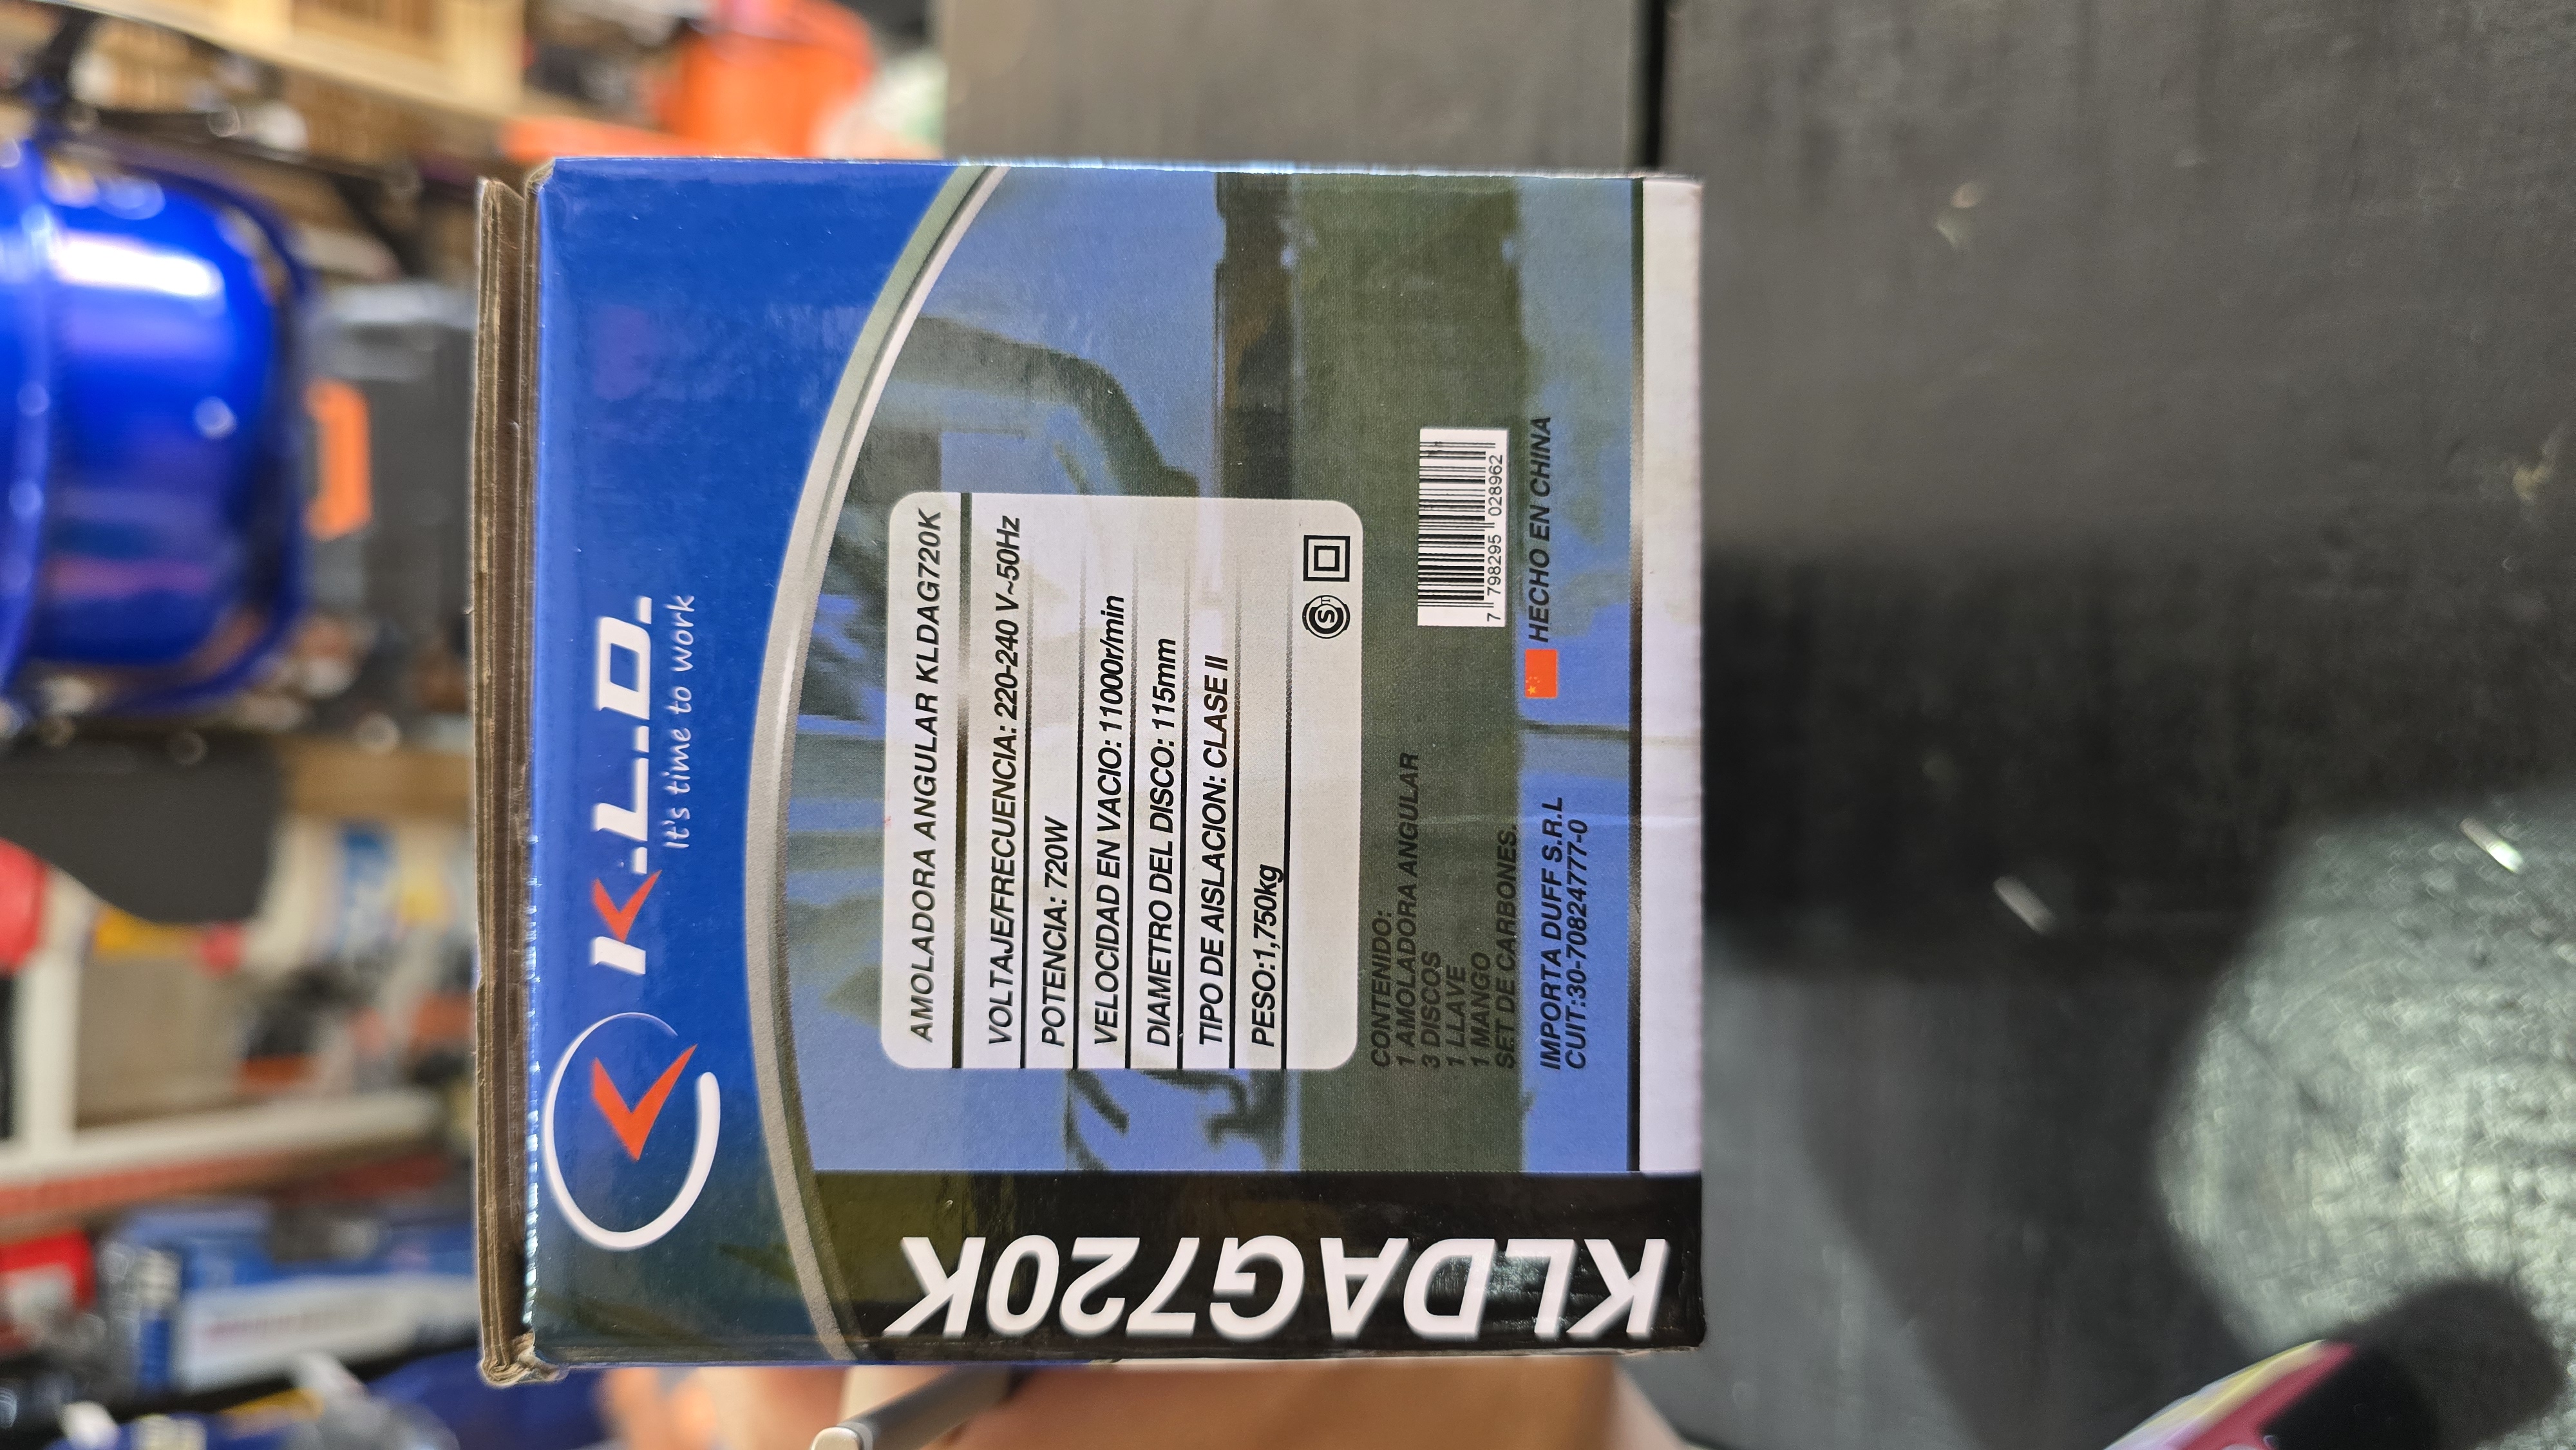 K.L.D.
It's time to work
AMOLADORA ANGULAR KLDAG720K
VOLTAJE/FRECUENCIA: 220-240 V~50Hz
POTENCIA: 720W
VELOCIDAD EN VACIO: 11000r/min
DIAMETRO DEL DISCO: 115mm
TIPO DE AISLACION: CLASE II
PESO:1,750kg
S
CONTENIDO:
1 AMOLADORA ANGULAR
3 DISCOS
1 LLAVE
1 MANGO
SET DE CARBONES.
7 798295 028962
HECHO EN CHINA
IMPORTA DUFF S.R.L
CUIT:30-70824777-0
KLDAG720K